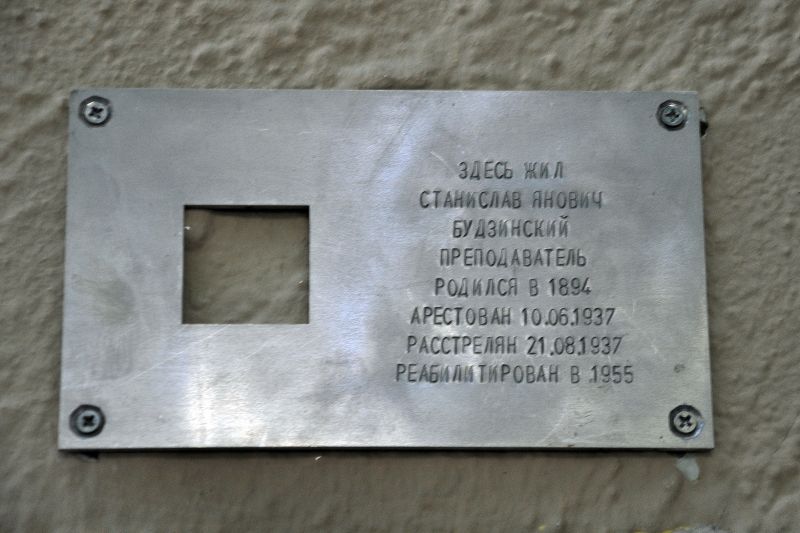 ЗДЕСЬ ЖИЛ
СТАНИСЛАВ ЯНОВИЧ
БУДЗИНСКИЙ
ПРЕПОДАВАТЕЛЬ
РОДИЛСЯ В 1894
АРЕСТОВАН 10.06.1937
РАССТРЕЛЯН 21.08.1937
РЕАБИЛИТИРОВАН В 1955